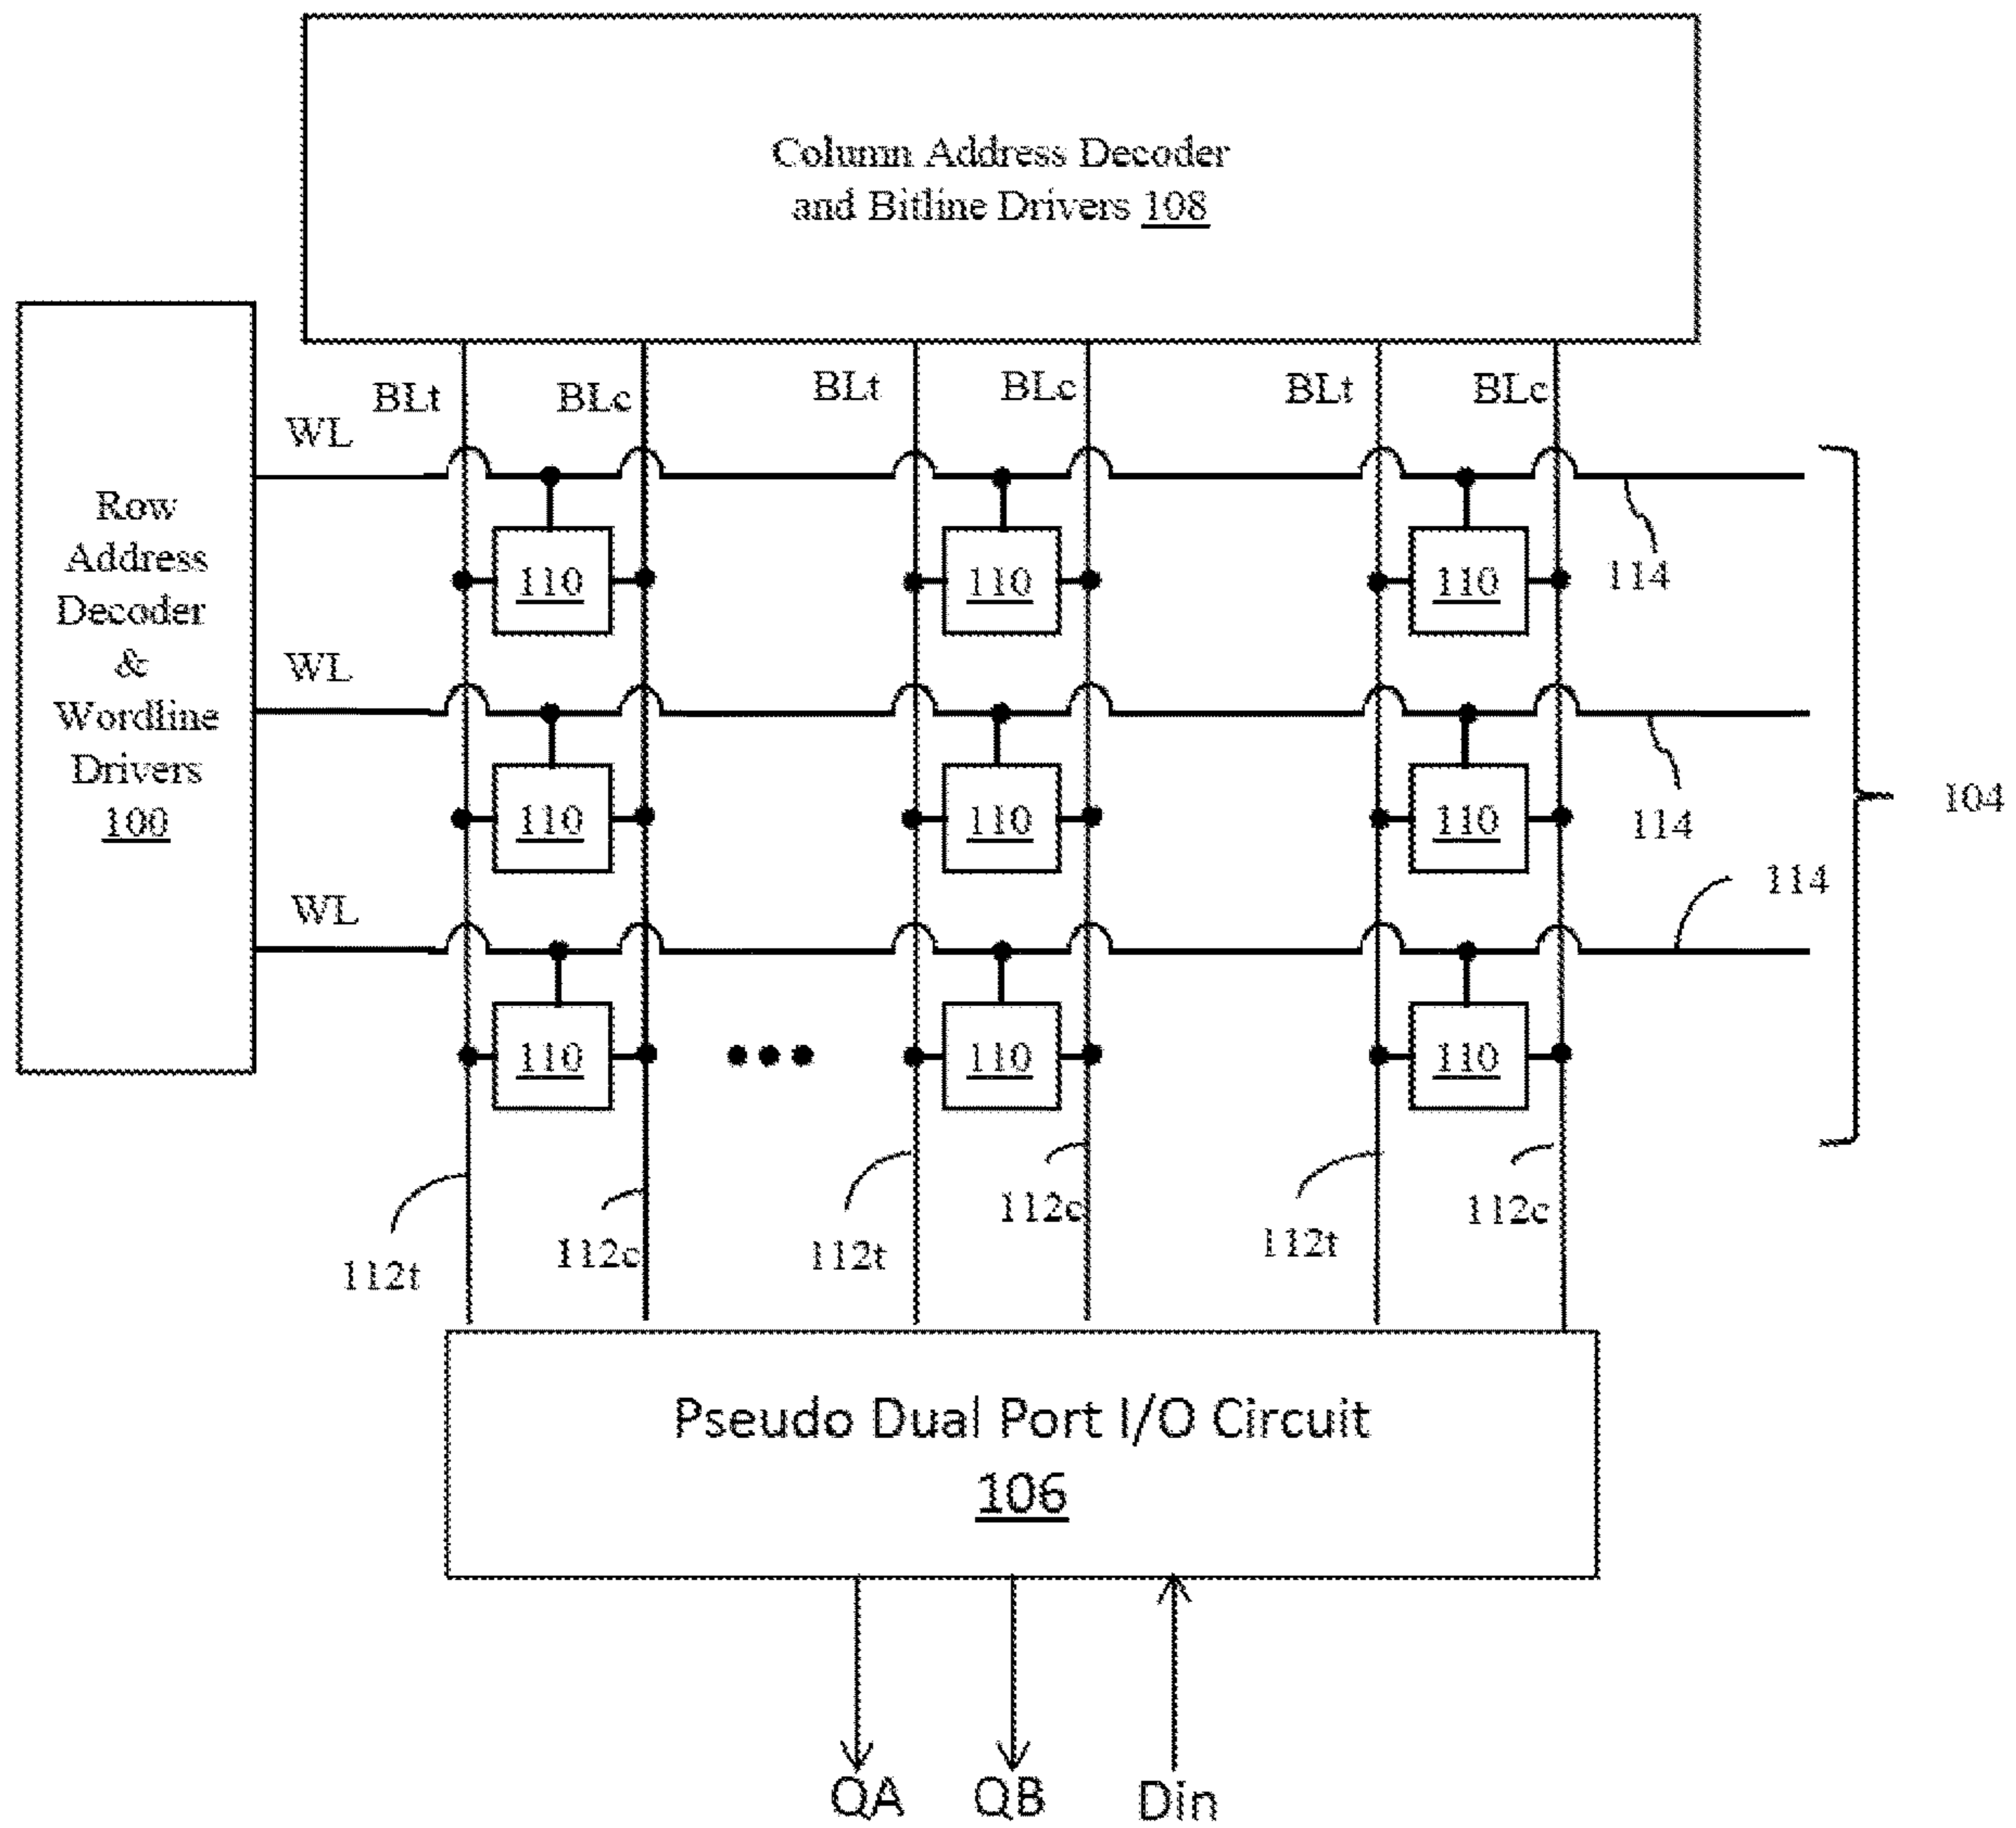 Column Address Decoder
and Bitline Drivers 108
BLt BLc BLt BLc BLt BLc
WL
Row
Address
Decoder
&
Wordline
Drivers
100
110 110 110
114
WL
110 110 110
114
104
WL
114
110 110 110
112t 112c 112t 112c 112t 112c
Pseudo Dual Port I/O Circuit
106
QA QB Din